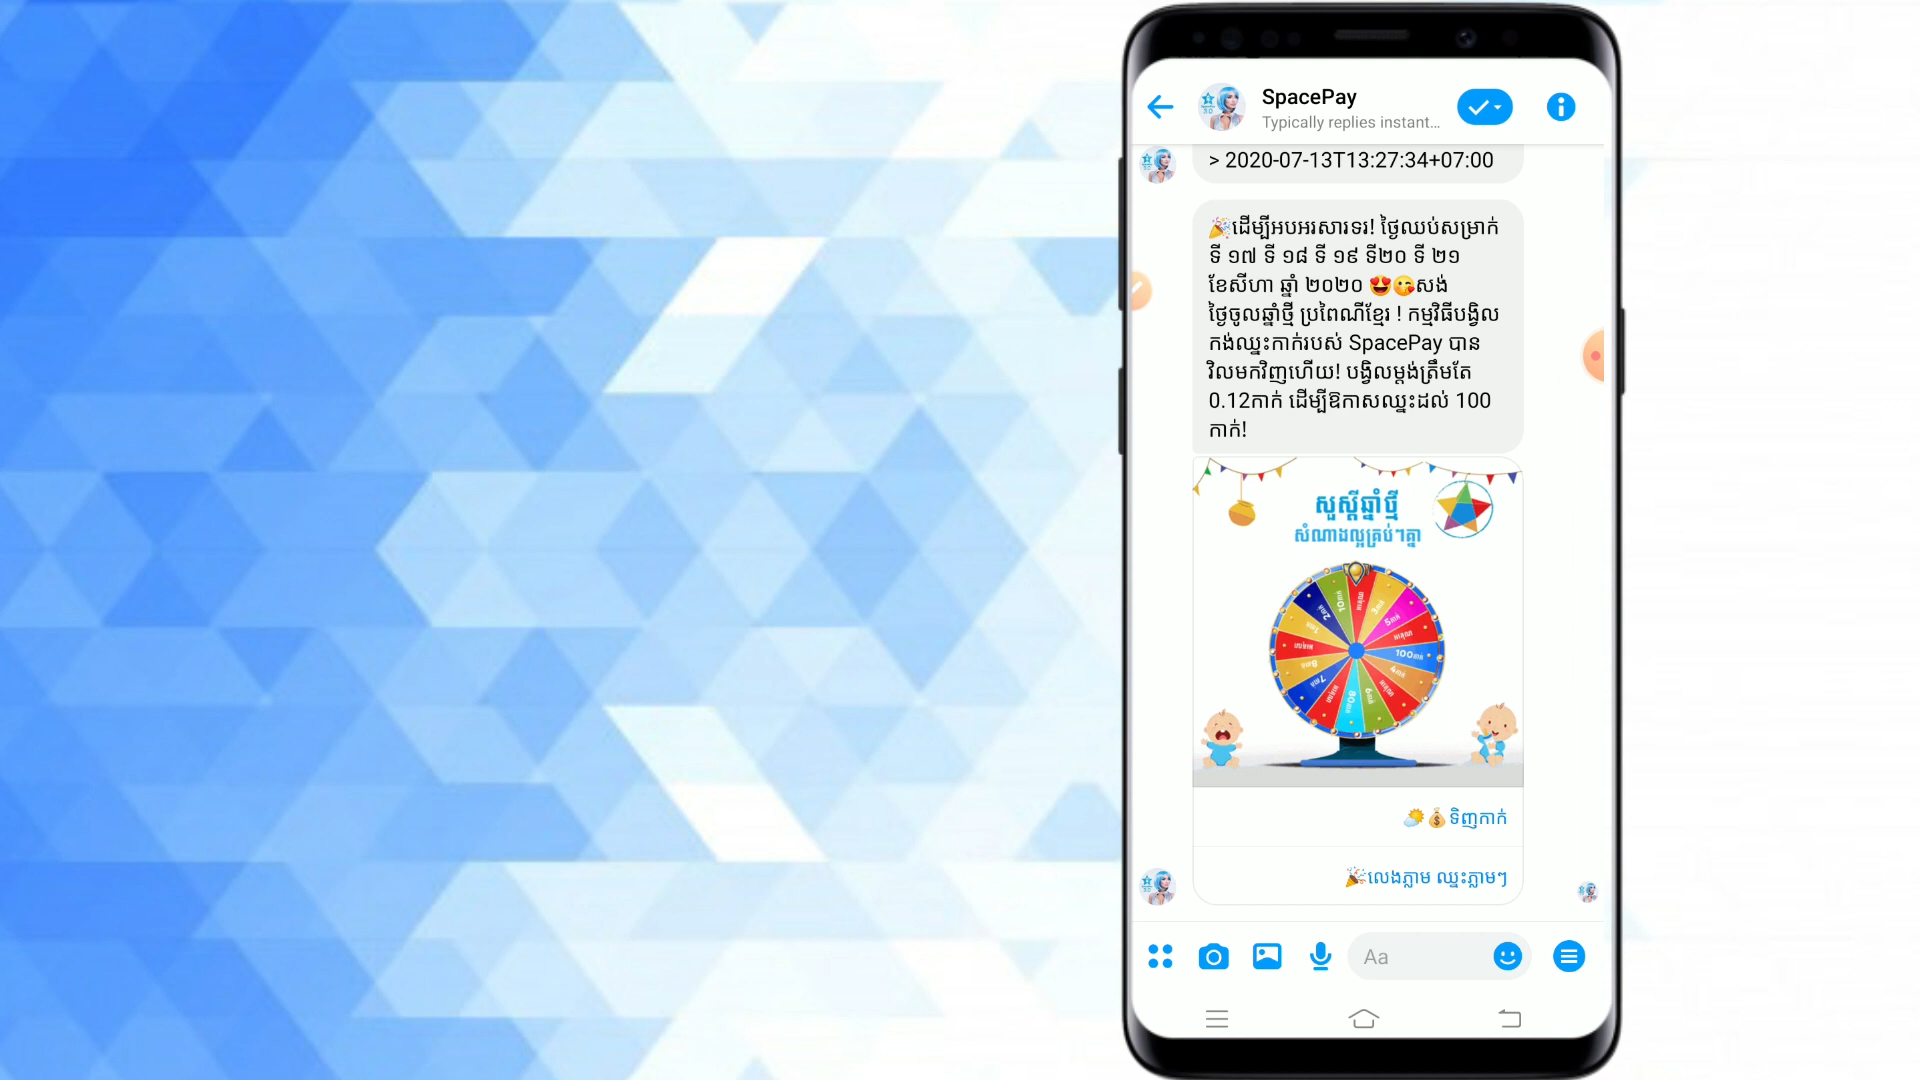 SpacePay
Typically replies instant...
> 2020-07-13T13:27:34+07:00
🎉ដើម្បីអបអរសារទរ! ថ្ងៃឈប់សម្រាក់
ទី ១៧ ទី ១៨ ទី ១៩ ទី២០ ទី ២១
ខែសីហា ឆ្នាំ ២០២០ 😍😋សង់
ថ្ងៃចូលឆ្នាំថ្មី ប្រពៃណីខ្មែរ ! កម្មវិធីបង្វិល
កង់ឈ្នះកាក់របស់ SpacePay បាន
វិលមកវិញហើយ! បង្វិលម្តង់ត្រឹមតែ
0.12កាក់ ដើម្បីឱកាសឈ្នះដល់ 100
កាក់!
សួស្តីឆ្នាំថ្មី
សំណាងល្អគ្រប់ៗគ្នា
⛅💰ទិញកាក់
🎉លេងភ្លាម ឈ្នះភ្លាមៗ
Aa